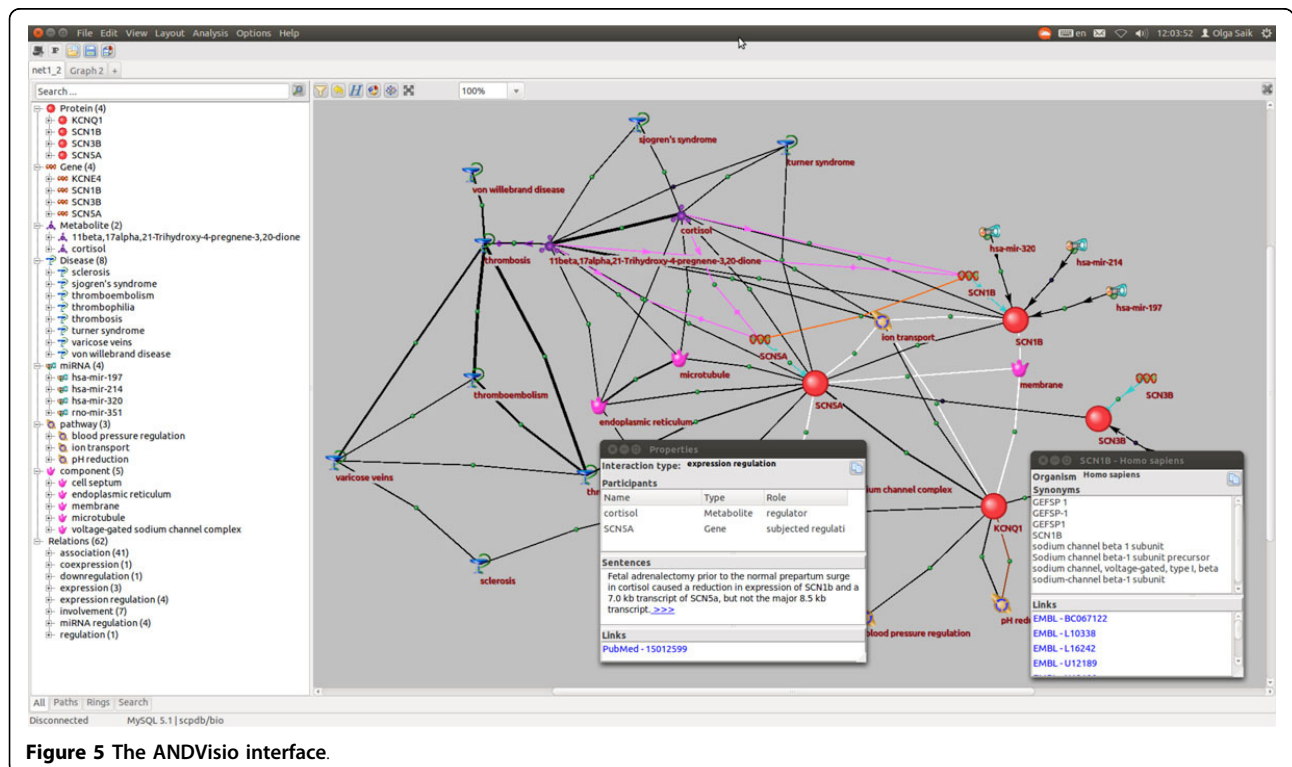 File Edit View Layout Analysis Options Help
en 12:03:52 Olga Saik
net1_2 Graph 2 +
Search ...
100%
Protein (4)
KCNQ1
SCN1B
SCN3B
SCN5A
Gene (4)
KCNE4
SCN1B
SCN3B
SCN5A
Metabolite (2)
11beta,17alpha,21-Trihydroxy-4-pregnene-3,20-dione
cortisol
Disease (8)
sclerosis
sjogren's syndrome
thromboembolism
thrombophilia
thrombosis
turner syndrome
varicose veins
von willebrand disease
miRNA (4)
hsa-mir-197
hsa-mir-214
hsa-mir-320
rno-mir-351
pathway (3)
blood pressure regulation
ion transport
pH reduction
component (5)
cell septum
endoplasmic reticulum
membrane
microtubule
voltage-gated sodium channel complex
Relations (62)
association (41)
coexpression (1)
downregulation (1)
expression (3)
expression regulation (4)
involvement (7)
miRNA regulation (4)
regulation (1)
sjogren's syndrome
turner syndrome
von willebrand disease
cortisol
thrombosis
11beta,17alpha,21-Trihydroxy-4-pregnene-3,20-dione
hsa-mir-320
hsa-mir-214
hsa-mir-197
SCN1B
SCN1B
ion transport
SCN5A
microtubule
membrane
SCN5A
SCN3B
SCN3B
thromboembolism
endoplasmic reticulum
varicose veins
thr
um channel complex
KCNQ1
sclerosis
blood pressure regulation
pH redu
Properties
Interaction type: expression regulation
Participants
Name Type Role
cortisol Metabolite regulator
SCN5A Gene subjected regulati
Sentences
Fetal adrenalectomy prior to the normal prepartum surge
in cortisol caused a reduction in expression of SCN1b and a
7.0 kb transcript of SCN5a, but not the major 8.5 kb
transcript. >>>
Links
PubMed - 15012599
SCN1B - Homo sapiens
Organism Homo sapiens
Synonyms
GEFSP 1
GEFSP-1
GEFSP1
SCN1B
sodium channel beta 1 subunit
sodium channel beta-1 subunit precursor
sodium channel, voltage-gated, type I, beta
sodium-channel beta-1 subunit
Links
EMBL - BC067122
EMBL - L10338
EMBL - L16242
EMBL - U12189
All Paths Rings Search
Disconnected MySQL 5.1 | scpdb/bio
Figure 5 The ANDVisio interface.